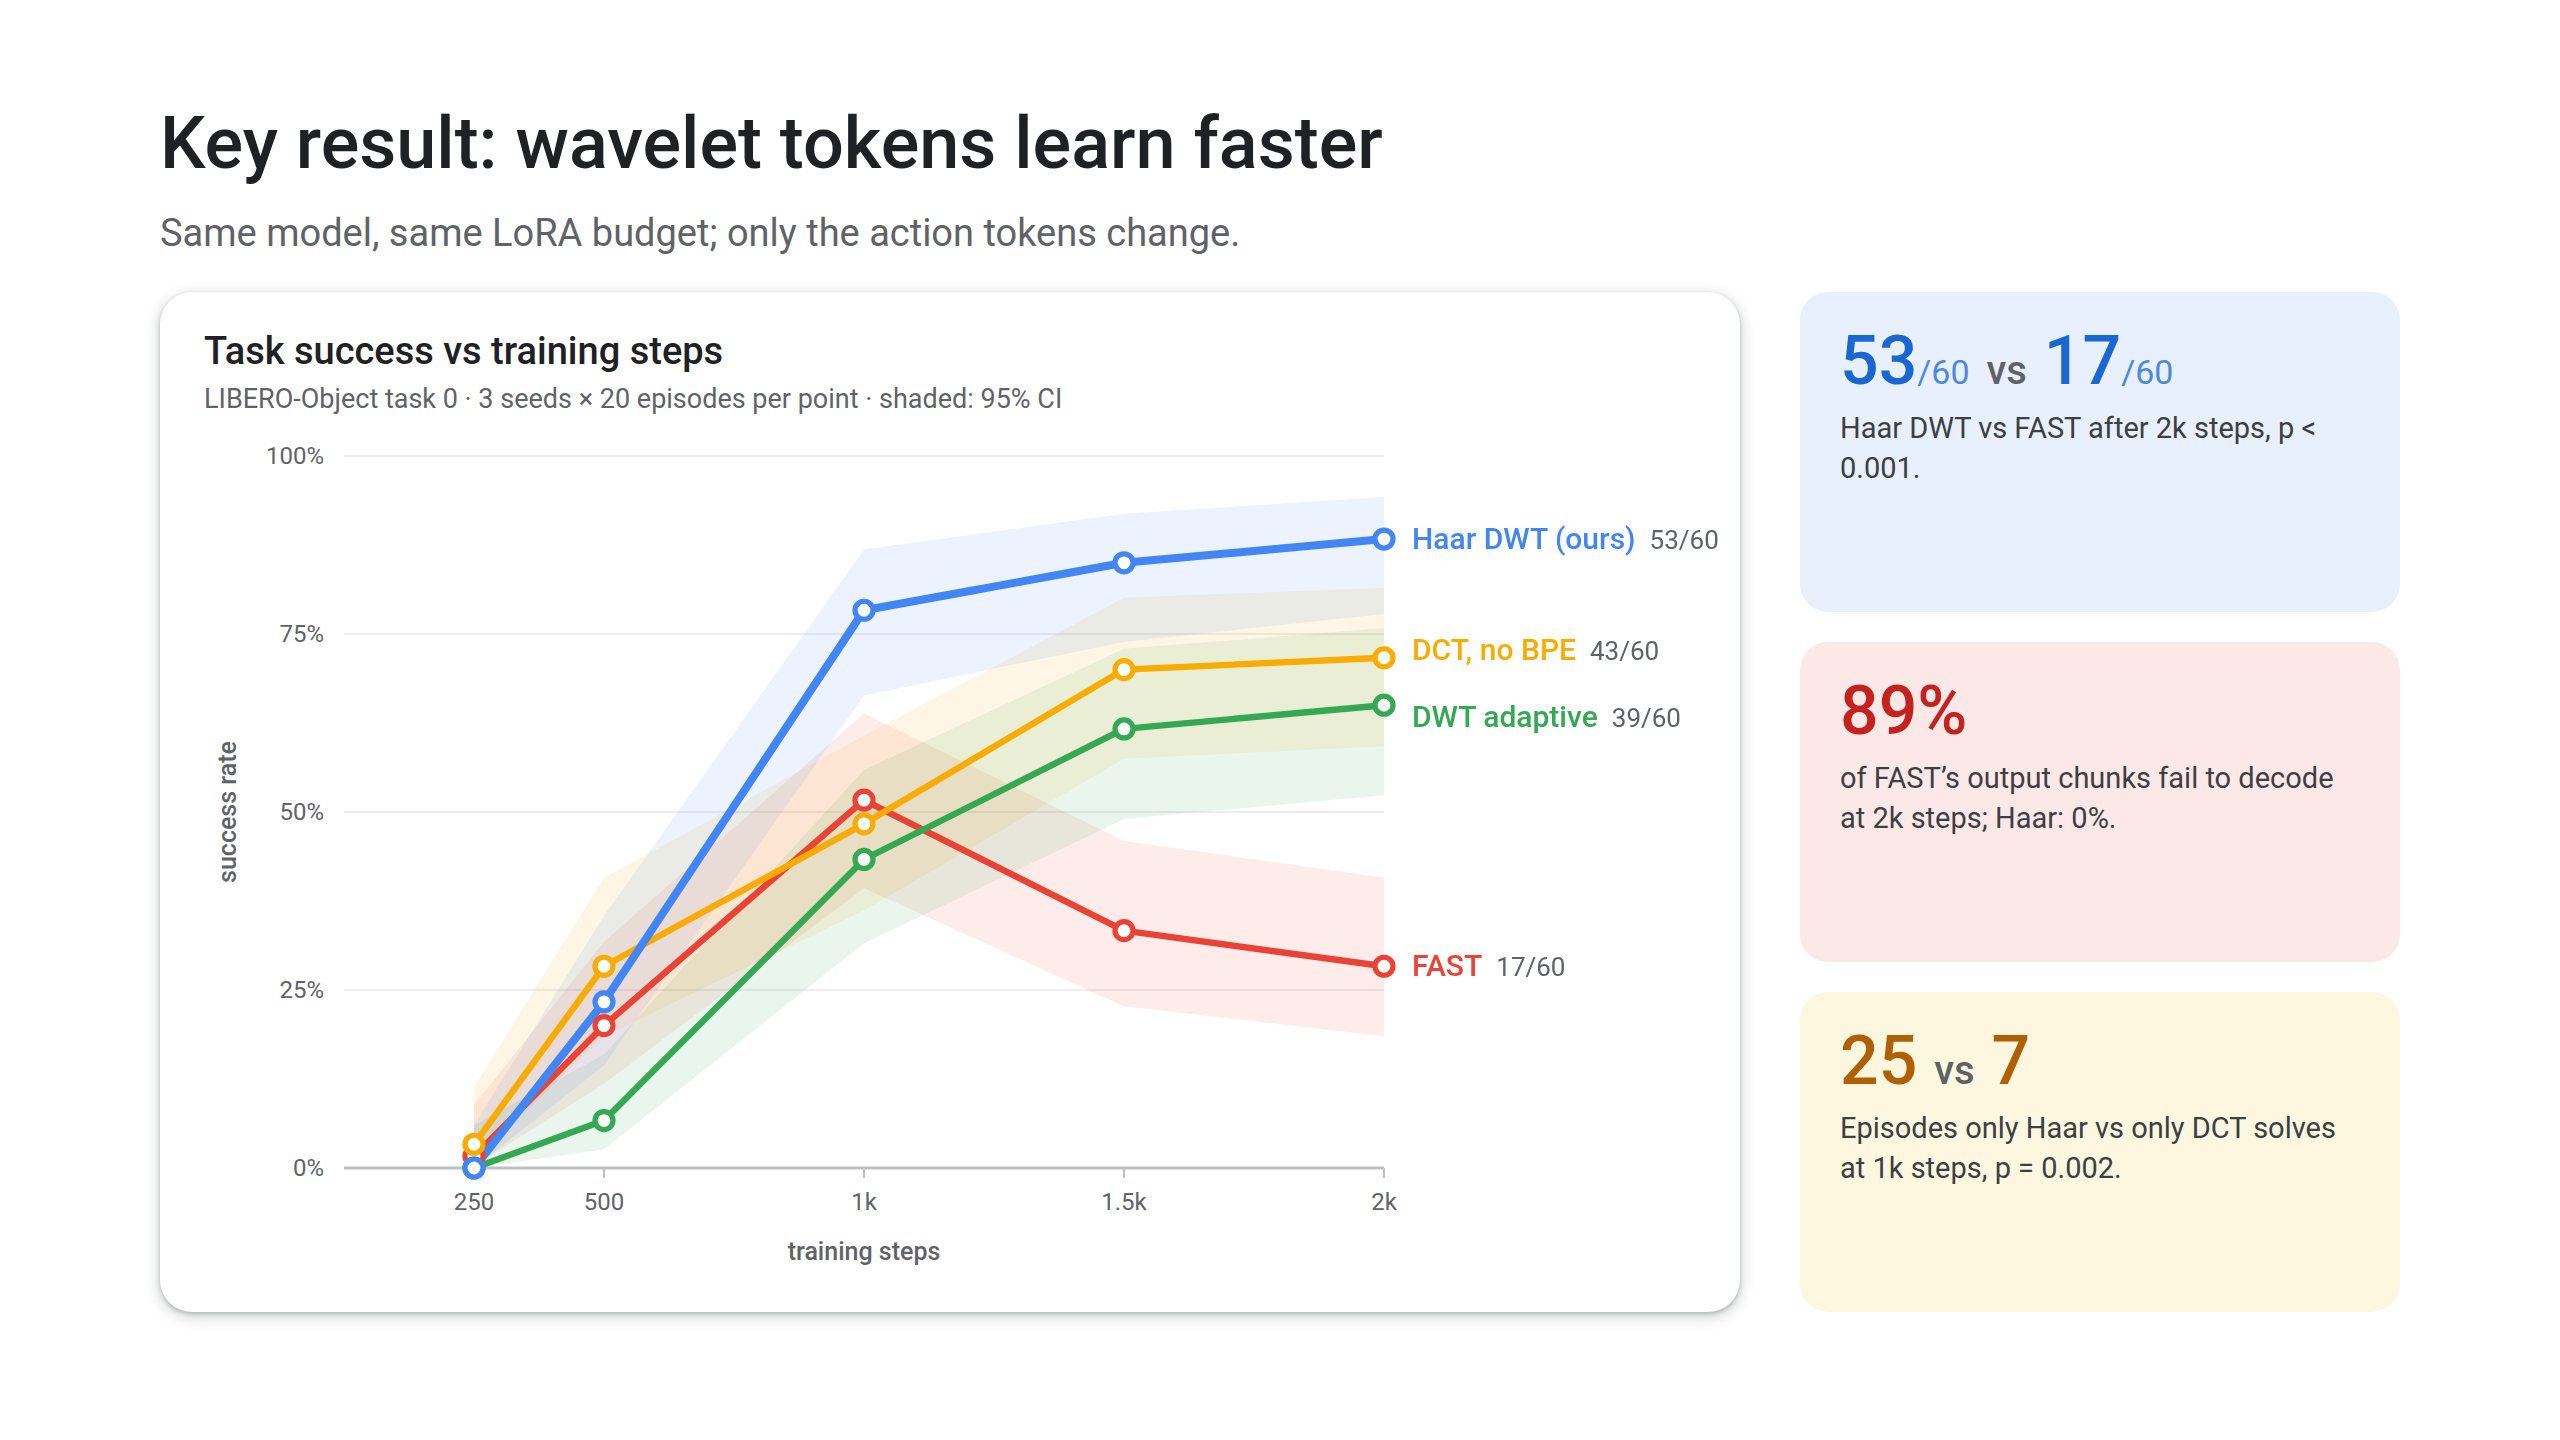 Key result: wavelet tokens learn faster
Same model, same LoRA budget; only the action tokens change.
Task success vs training steps
LIBERO-Object task 0 · 3 seeds × 20 episodes per point · shaded: 95% CI
100%
75%
50%
25%
0%
success rate
250
500
1k
1.5k
2k
training steps
Haar DWT (ours) 53/60
DCT, no BPE 43/60
DWT adaptive 39/60
FAST 17/60
53/60 vs 17/60
Haar DWT vs FAST after 2k steps, p <
0.001.
89%
of FAST’s output chunks fail to decode
at 2k steps; Haar: 0%.
25 vs 7
Episodes only Haar vs only DCT solves
at 1k steps, p = 0.002.